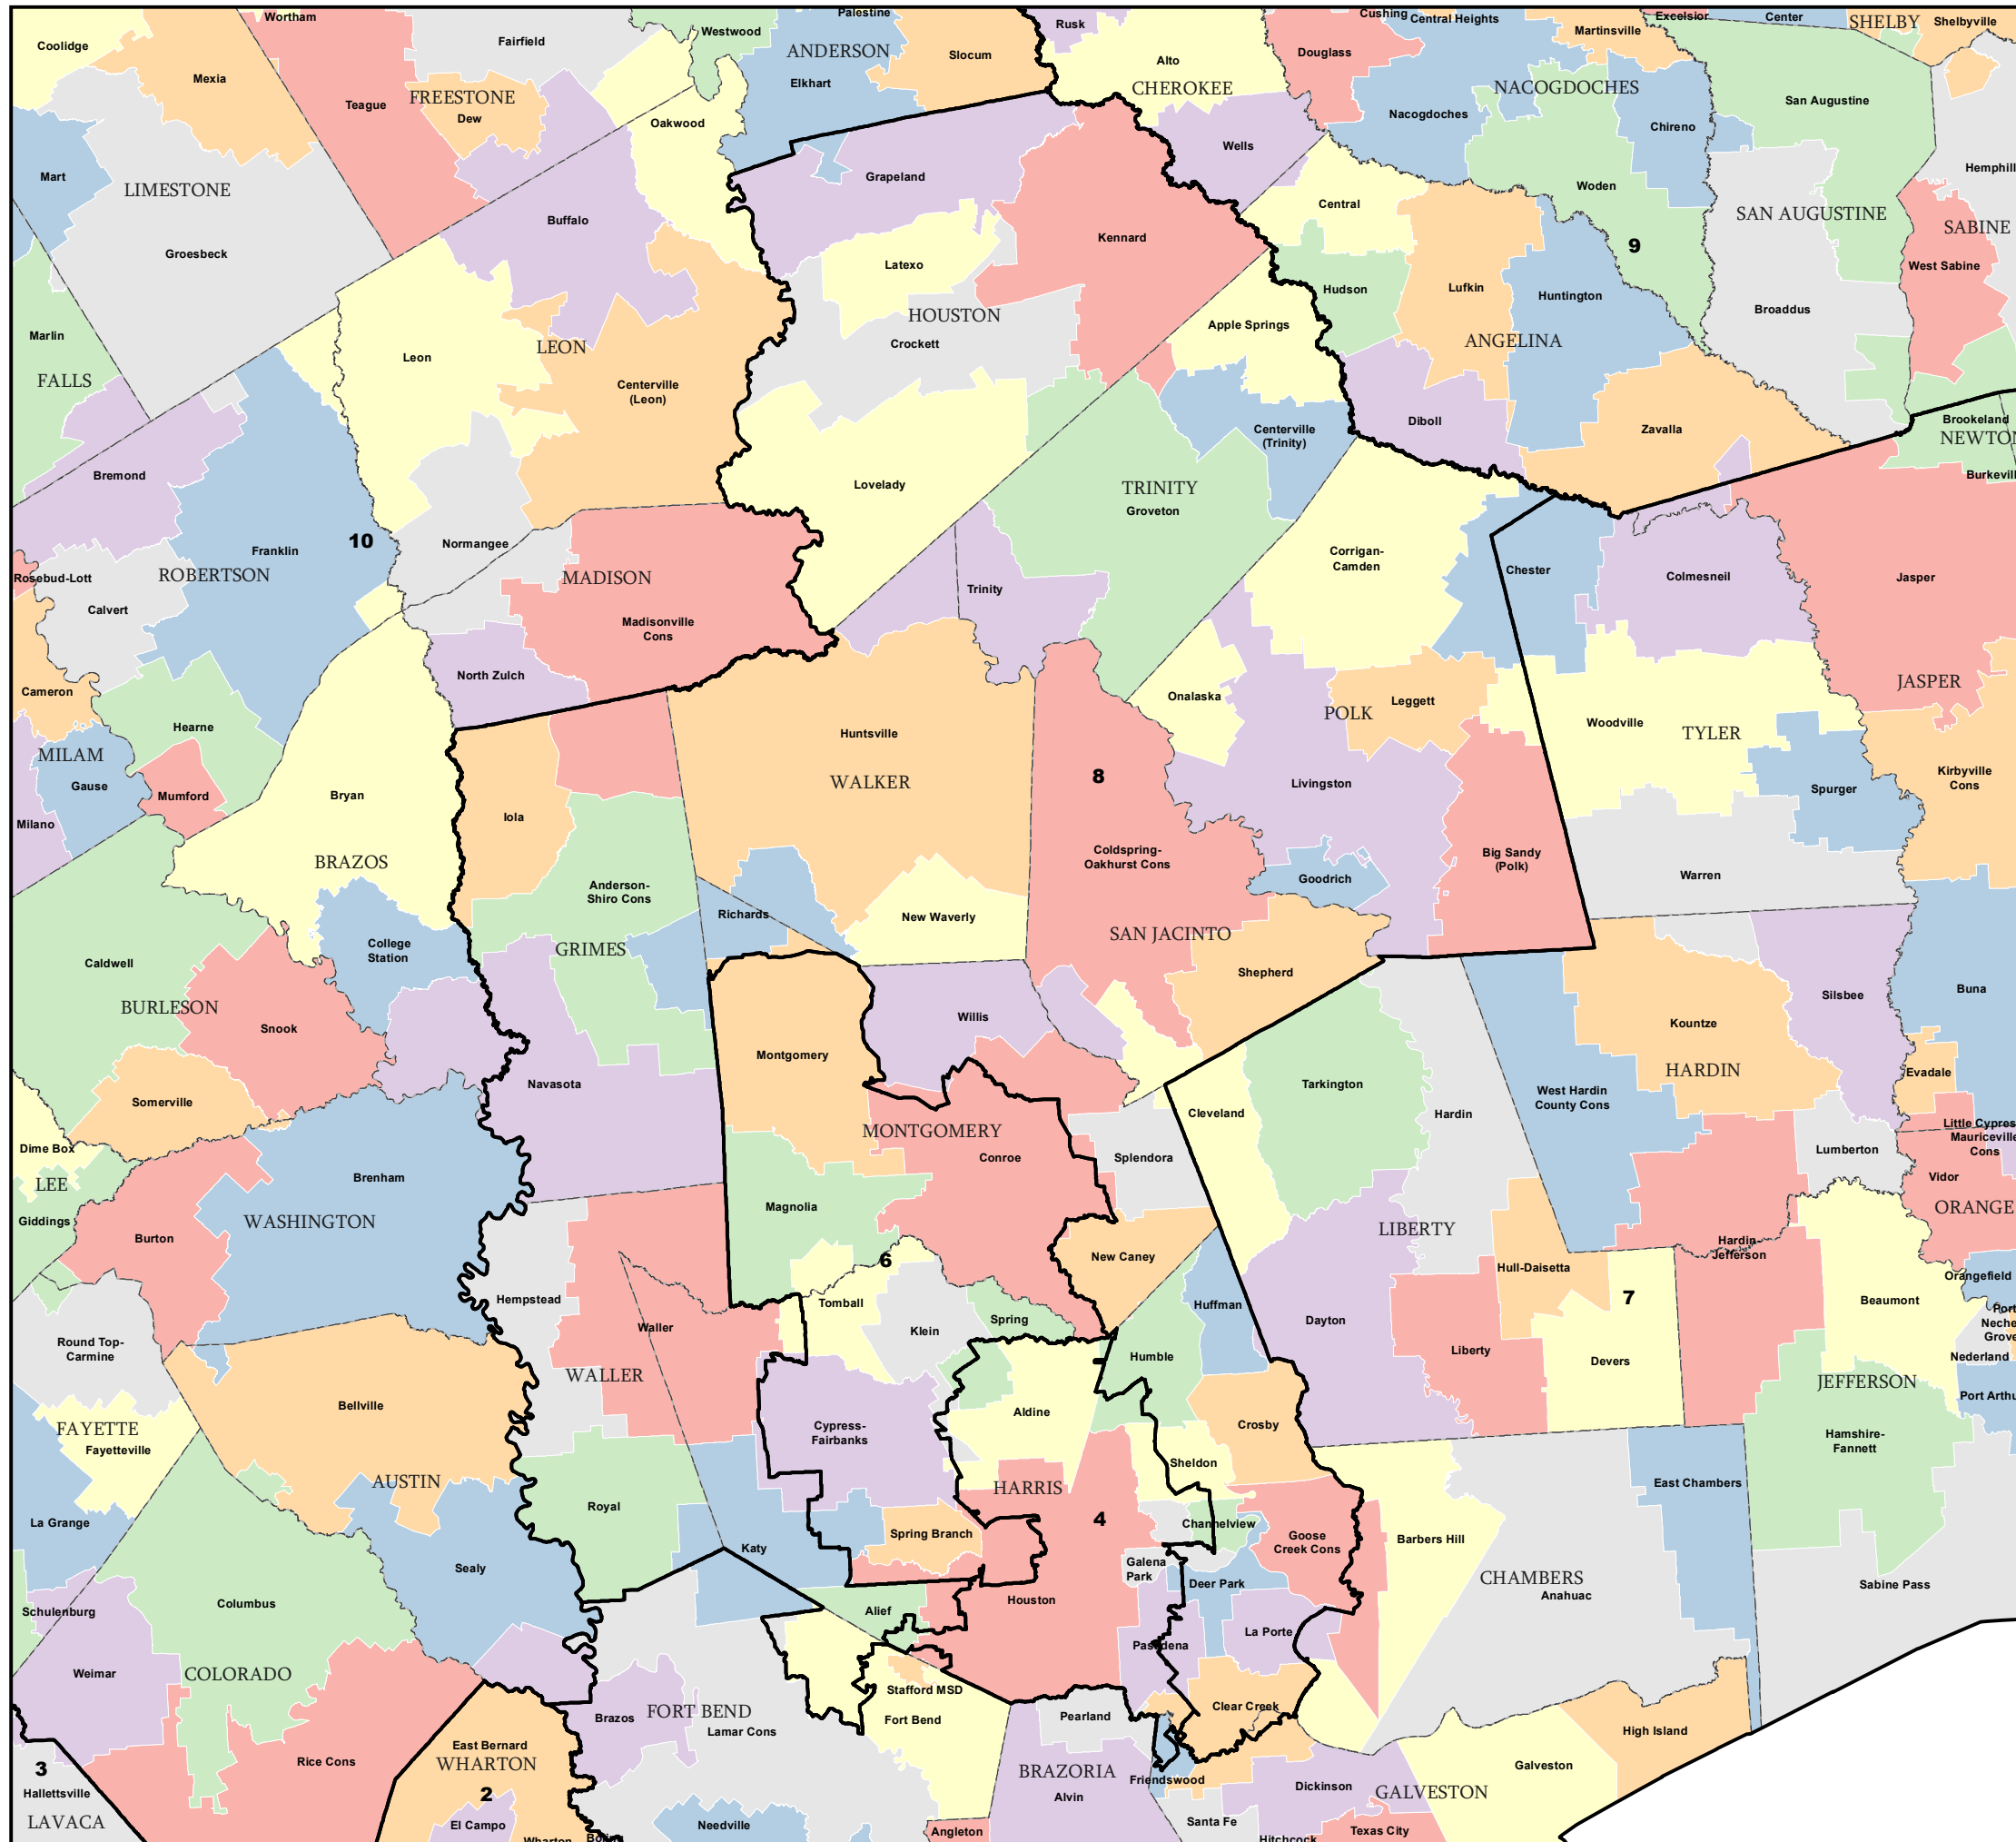 Wortham
Coolidge
Fairfield
Westwood
Palestine
ANDERSON
Slocum
Rusk
Alto
CHEROKEE
Cushing
Central Heights
Douglass
Martinsville
Excelsior
Center
SHELBY
Shelbyville
Mexia
Teague
FREESTONE
Dew
Elkhart
Oakwood
NACOGDOCHES
Nacogdoches
Chireno
San Augustine
Mart
LIMESTONE
Groesbeck
Buffalo
Grapeland
Wells
Kennard
Central
Woden
Hemphill
SAN AUGUSTINE
SABINE
West Sabine
9
Latexo
HOUSTON
Crockett
Hudson
Lufkin
Huntington
ANGELINA
Broaddus
Apple Springs
Marlin
FALLS
Leon
LEON
Centerville
(Leon)
Diboll
Zavalla
Brookeland
NEWTON
Burkevill
Centerville
(Trinity)
Bremond
Lovelady
TRINITY
Groveton
10
Franklin
ROBERTSON
Normangee
MADISON
Madisonville
Cons
Corrigan-
Camden
Chester
Colmesneil
Jasper
Rosebud-Lott
Calvert
Trinity
North Zulch
Cameron
Onalaska
Leggett
POLK
JASPER
Hearne
MILAM
Gause
Mumford
Milano
Bryan
BRAZOS
Iola
Huntsville
WALKER
8
Livingston
Woodville
TYLER
Spurger
Kirbyville
Cons
Coldspring-
Oakhurst Cons
Goodrich
Big Sandy
(Polk)
Warren
Anderson-
Shiro Cons
Richards
New Waverly
SAN JACINTO
GRIMES
College
Station
Caldwell
BURLESON
Snook
Shepherd
Silsbee
Buna
Kountze
HARDIN
Evadale
Willis
Montgomery
Navasota
Somerville
Tarkington
Cleveland
Hardin
West Hardin
County Cons
Little Cypres
Mauriceville
Cons
Lumberton
Vidor
ORANGE
Dime Box
LEE
Giddings
Brenham
WASHINGTON
Burton
MONTGOMERY
Conroe
Splendora
Magnolia
LIBERTY
New Caney
6
Hull-Daisetta
Hardin-
Jefferson
Orangefield
7
Hempstead
Tomball
Klein
Spring
Huffman
Dayton
Beaumont
Port
Neche
Grove
Nederland
Port Arthu
Round Top-
Carmine
Waller
WALLER
Humble
Liberty
Devers
JEFFERSON
Bellville
FAYETTE
Fayetteville
AUSTIN
Cypress-
Fairbanks
Aldine
Crosby
Hamshire-
Fannett
Sheldon
HARRIS
East Chambers
La Grange
Royal
Spring Branch
4
Channelview
Goose
Creek Cons
Barbers Hill
Katy
Sealy
Galena
Park
Deer Park
CHAMBERS
Anahuac
Sabine Pass
Schulenburg
Columbus
Alief
Houston
La Porte
Pasadena
Weimar
COLORADO
Stafford MSD
Clear Creek
Brazos
FORT BEND
Lamar Cons
Fort Bend
Pearland
High Island
3
Hallettsville
LAVACA
Rice Cons
East Bernard
WHARTON
2
El Campo
Wharton
Needville
BRAZORIA
Alvin
Angleton
Friendswood
Dickinson
GALVESTON
Galveston
Santa Fe
Hitchcock
Texas City